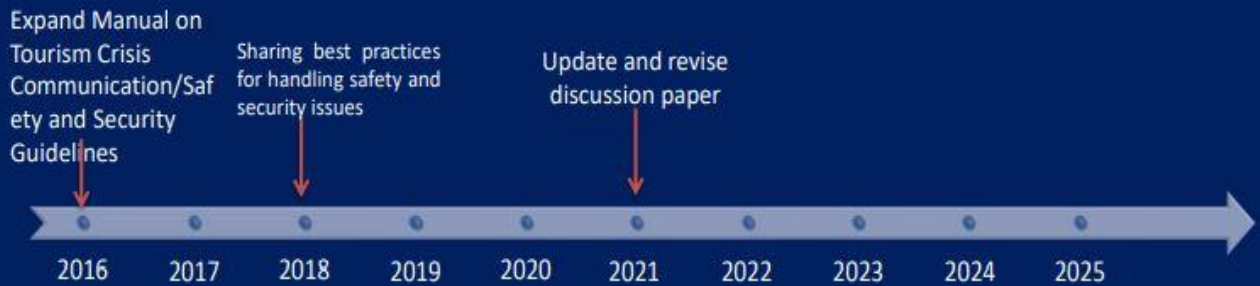 Expand Manual on
Tourism Crisis
Communication/Saf
ety and Security
Guidelines
Sharing best practices
for handling safety and
security issues
Update and revise
discussion paper
2016 2017 2018 2019 2020 2021 2022 2023 2024 2025